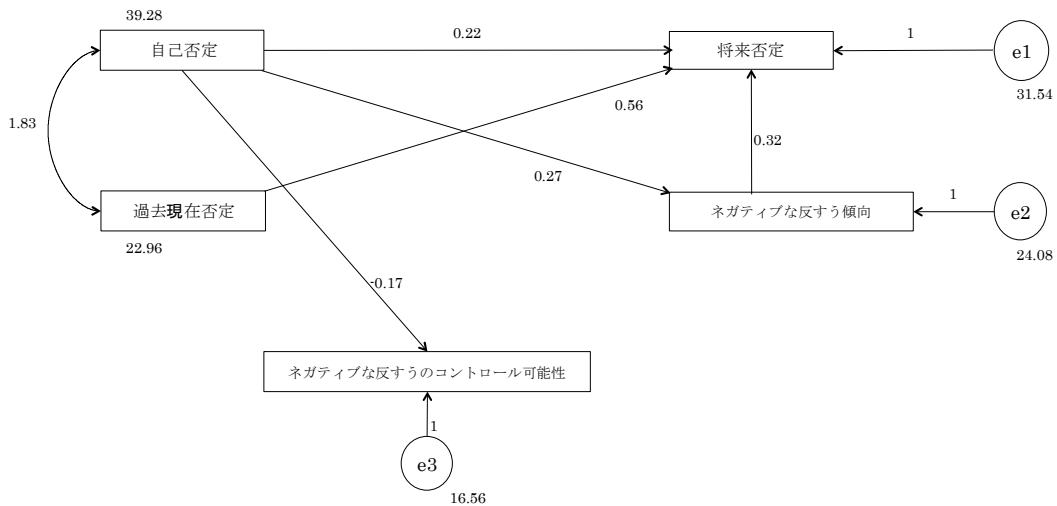 39.28
自己否定
0.22
将来否定
1
e1
31.54
1.83
0.56
0.32
0.27
過去現在否定
22.96
ネガティブな反すう傾向
1
e2
24.08
-0.17
ネガティブな反すうのコントロール可能性
1
e3
16.56